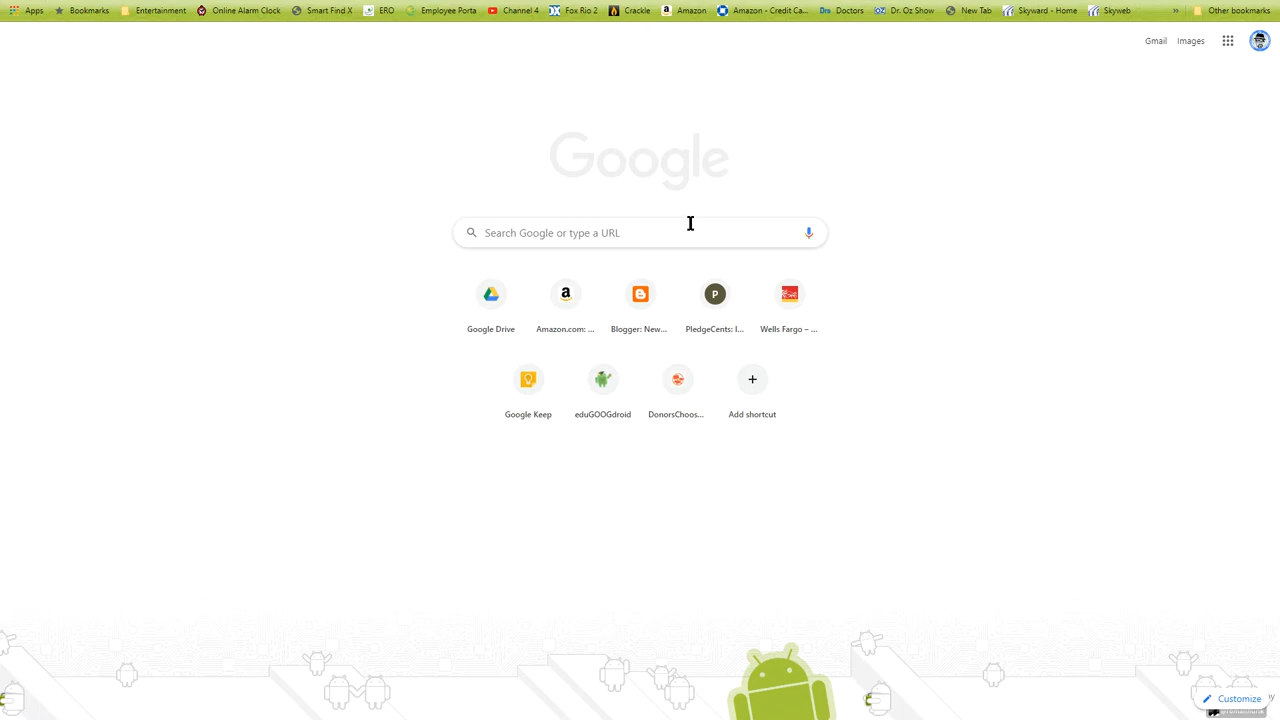 Apps Bookmarks Entertainment Online Alarm Clock Smart Find X ERO Employee Porta Channel 4 Fox Rio 2 Crackle Amazon Amazon - Credit Ca... Doctors Dr. Oz Show New Tab Skyward - Home Skyweb » Other bookmarks
Gmail Images
Google
Search Google or type a URL
Google Drive Amazon.com: ... Blogger: New... PledgeCents: I... Wells Fargo – ...
Google Keep eduGOOGdroid DonorsChoos... Add shortcut
Customize